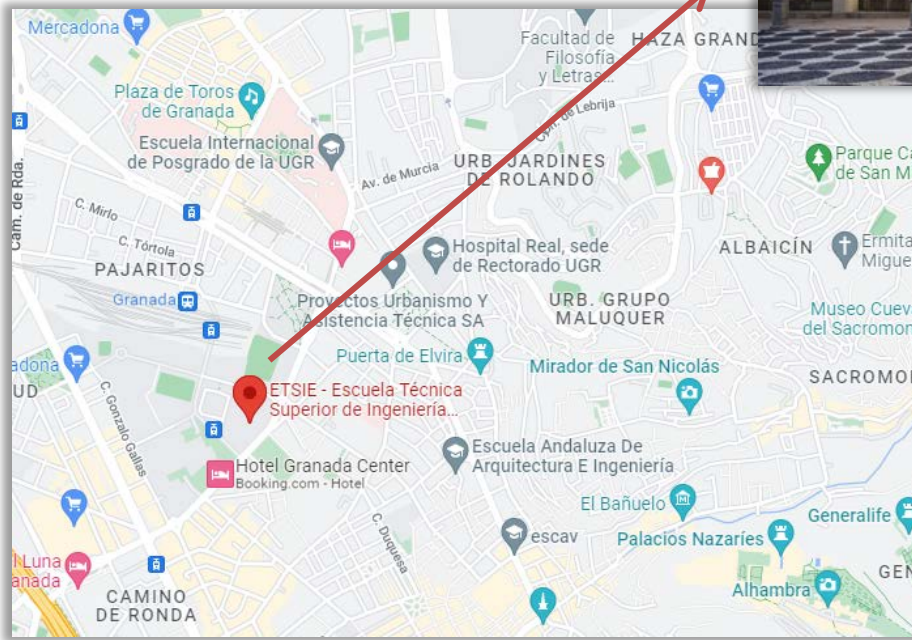 Mercadona
Facultad de
Filosofía
y Letras...
HAZA GRAND
Plaza de Toros
de Granada
Escuela Internacional
de Posgrado de la UGR
Cam. de Rda.
Av. de Murcia
URB. JARDINES
DE ROLANDO
Parque Ca
de San M
C. Mirlo
C. Tórtola
PAJARITOS
Hospital Real, sede
de Rectorado UGR
ALBAICÍN
Ermita
Migue
Granada
Proyectos Urbanismo Y
Asistencia Técnica SA
URB. GRUPO
MALUQUER
Museo Cuev
del Sacromon
adona
UD
Puerta de Elvira
Mirador de San Nicolás
SACROMO
C. Gonzalo Gallas
ETSIE - Escuela Técnica
Superior de Ingeniería...
Hotel Granada Center
Booking.com - Hotel
Escuela Andaluza De
Arquitectura E Ingeniería
El Bañuelo
Generalife
C. Duquesa
escav
Palacios Nazaríes
l Luna
anada
GEN
CAMINO
DE RONDA
Alhambra